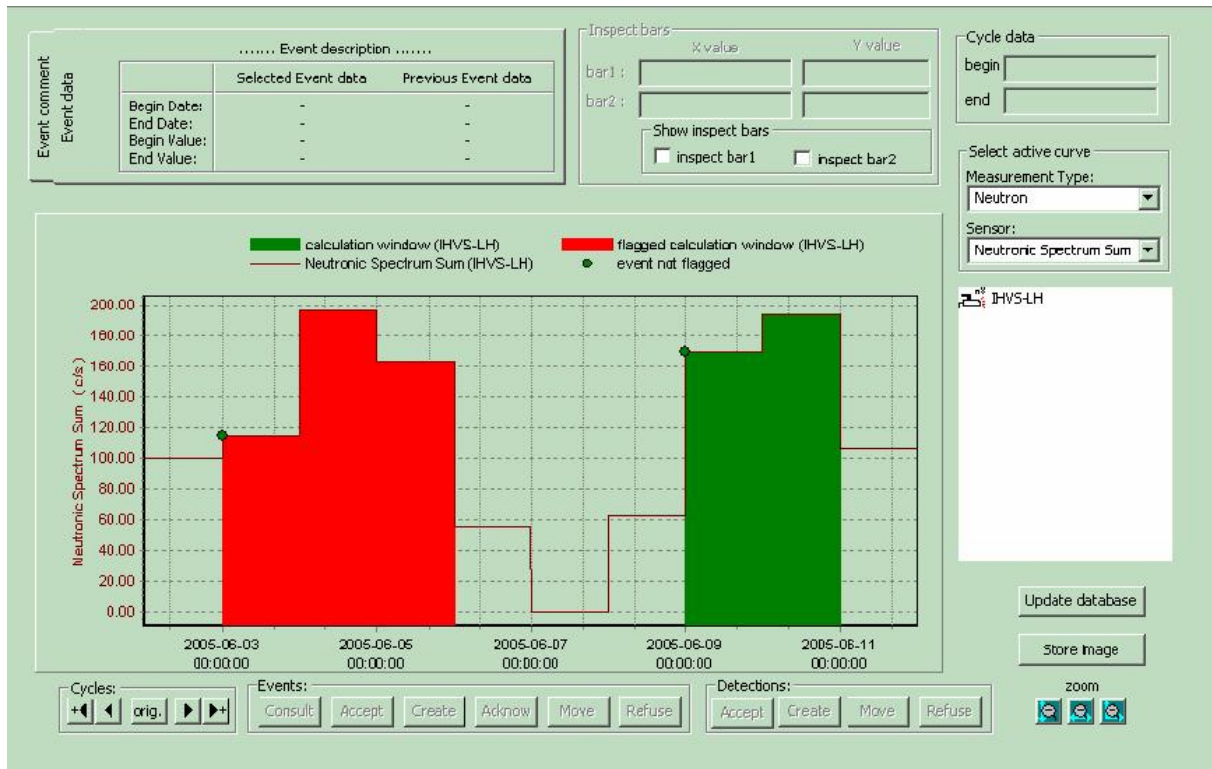 Event comment
Event data
....... Event description .......
Selected Event data Previous Event data
Begin Date: - -
End Date: - -
Begin Value: - -
End Value: - -
Inspect bars
X value Y value
bar1 :
bar2 :
Show inspect bars
inspect bar1 inspect bar2
Cycle data
begin
end
Select active curve
Measurement Type:
Neutron
Sensor:
Neutronic Spectrum Sum
IHVS-LH
calculation window (IHVS-LH) flagged calculation window (IHVS-LH)
Neutronic Spectrum Sum (IHVS-LH) event not flagged
Neutronic Spectrum Sum (c/s)
200.00
180.00
160.00
140.00
120.00
100.00
80.00
60.00
40.00
20.00
0.00
2005-06-03 2005-06-05 2005-06-07 2005-06-09 2005-06-11
00:00:00 00:00:00 00:00:00 00:00:00 00:00:00
Update database
Store Image
zoom
Cycles:
orig.
Events:
Consult Accept Create Acknow Move Refuse
Detections:
Accept Create Move Refuse